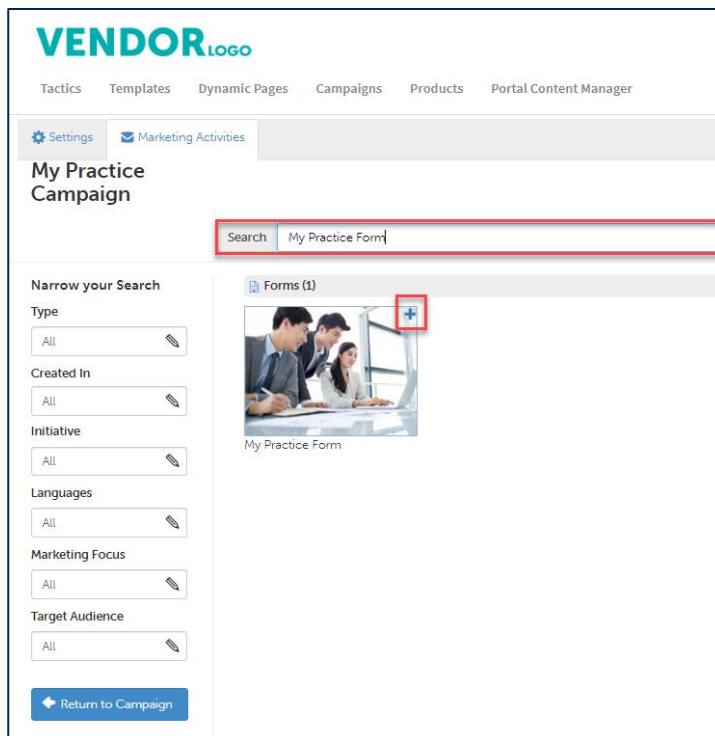 VENDOR LOGO
Tactics Templates Dynamic Pages Campaigns Products Portal Content Manager
Settings Marketing Activities
My Practice
Campaign
Search My Practice Form
Narrow your Search
Forms (1)
Type
All
Created In
All
Initiative
All
Languages
All
Marketing Focus
All
Target Audience
All
My Practice Form
Return to Campaign